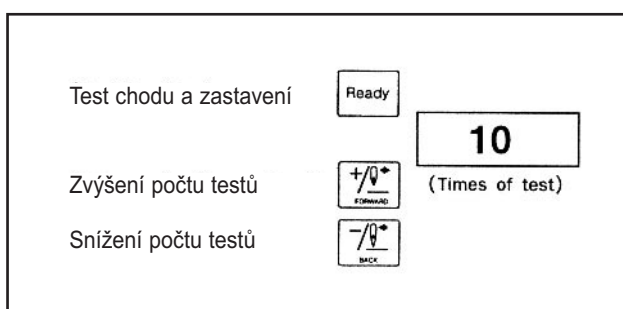 Test chodu a zastavení Ready
10
Zvýšení počtu testů +/ FORWARD (Times of test)
Snížení počtu testů -/ BACK